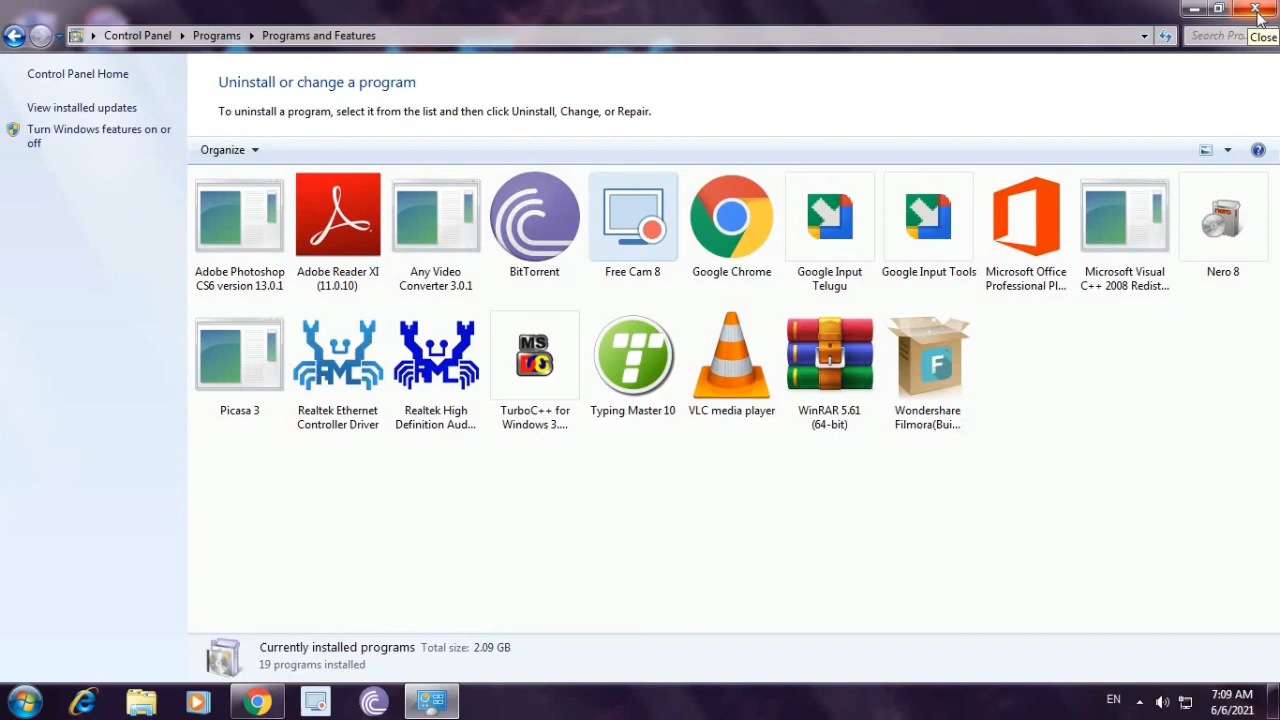 Control Panel Programs Programs and Features
Search Pro...
Close
Control Panel Home
View installed updates
Turn Windows features on or
off
Uninstall or change a program
To uninstall a program, select it from the list and then click Uninstall, Change, or Repair.
Organize
Adobe Photoshop
CS6 version 13.0.1
Adobe Reader XI
(11.0.10)
Any Video
Converter 3.0.1
BitTorrent
Free Cam 8
Google Chrome
Google Input
Telugu
Google Input Tools
Microsoft Office
Professional Pl...
Microsoft Visual
C++ 2008 Redist...
Nero 8
Picasa 3
Realtek Ethernet
Controller Driver
Realtek High
Definition Aud...
MS
TurboC++ for
Windows 3....
Typing Master 10
VLC media player
WinRAR 5.61
(64-bit)
F
Wondershare
Filmora(Bui...
Currently installed programs Total size: 2.09 GB
19 programs installed
EN
7:09 AM
6/6/2021